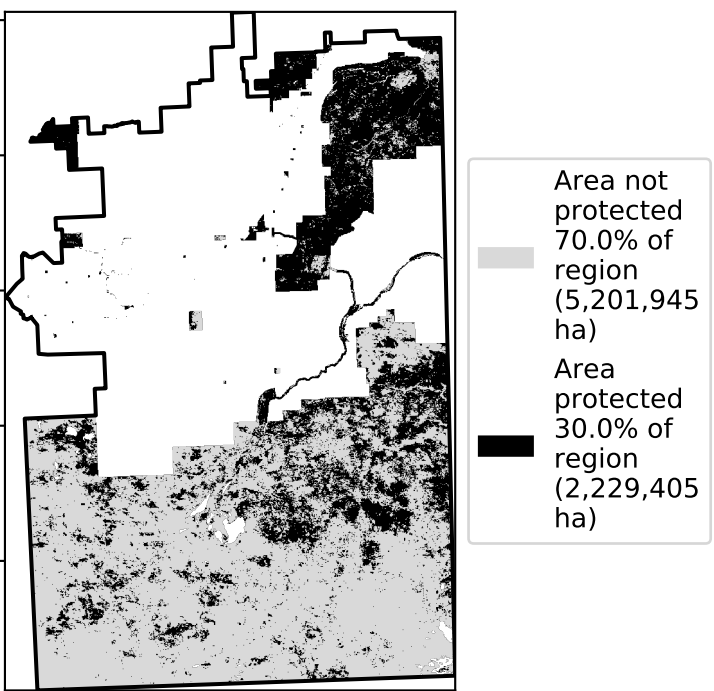 Area not
protected
70.0% of
region
(5,201,945
ha)
Area
protected
30.0% of
region
(2,229,405
ha)